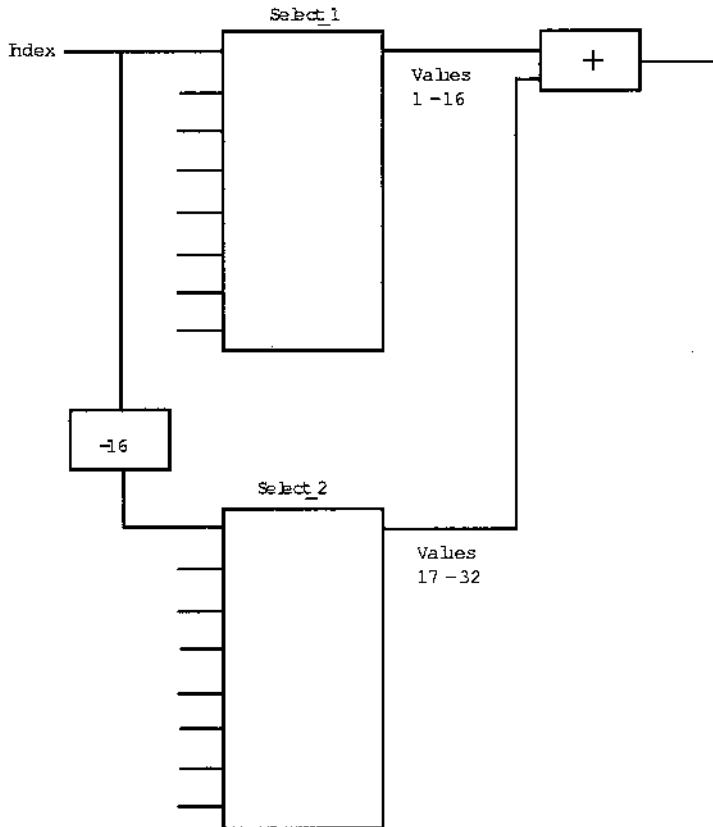 Select_1
Index
+
Values
1-16
-16
Select_2
Values
17-32